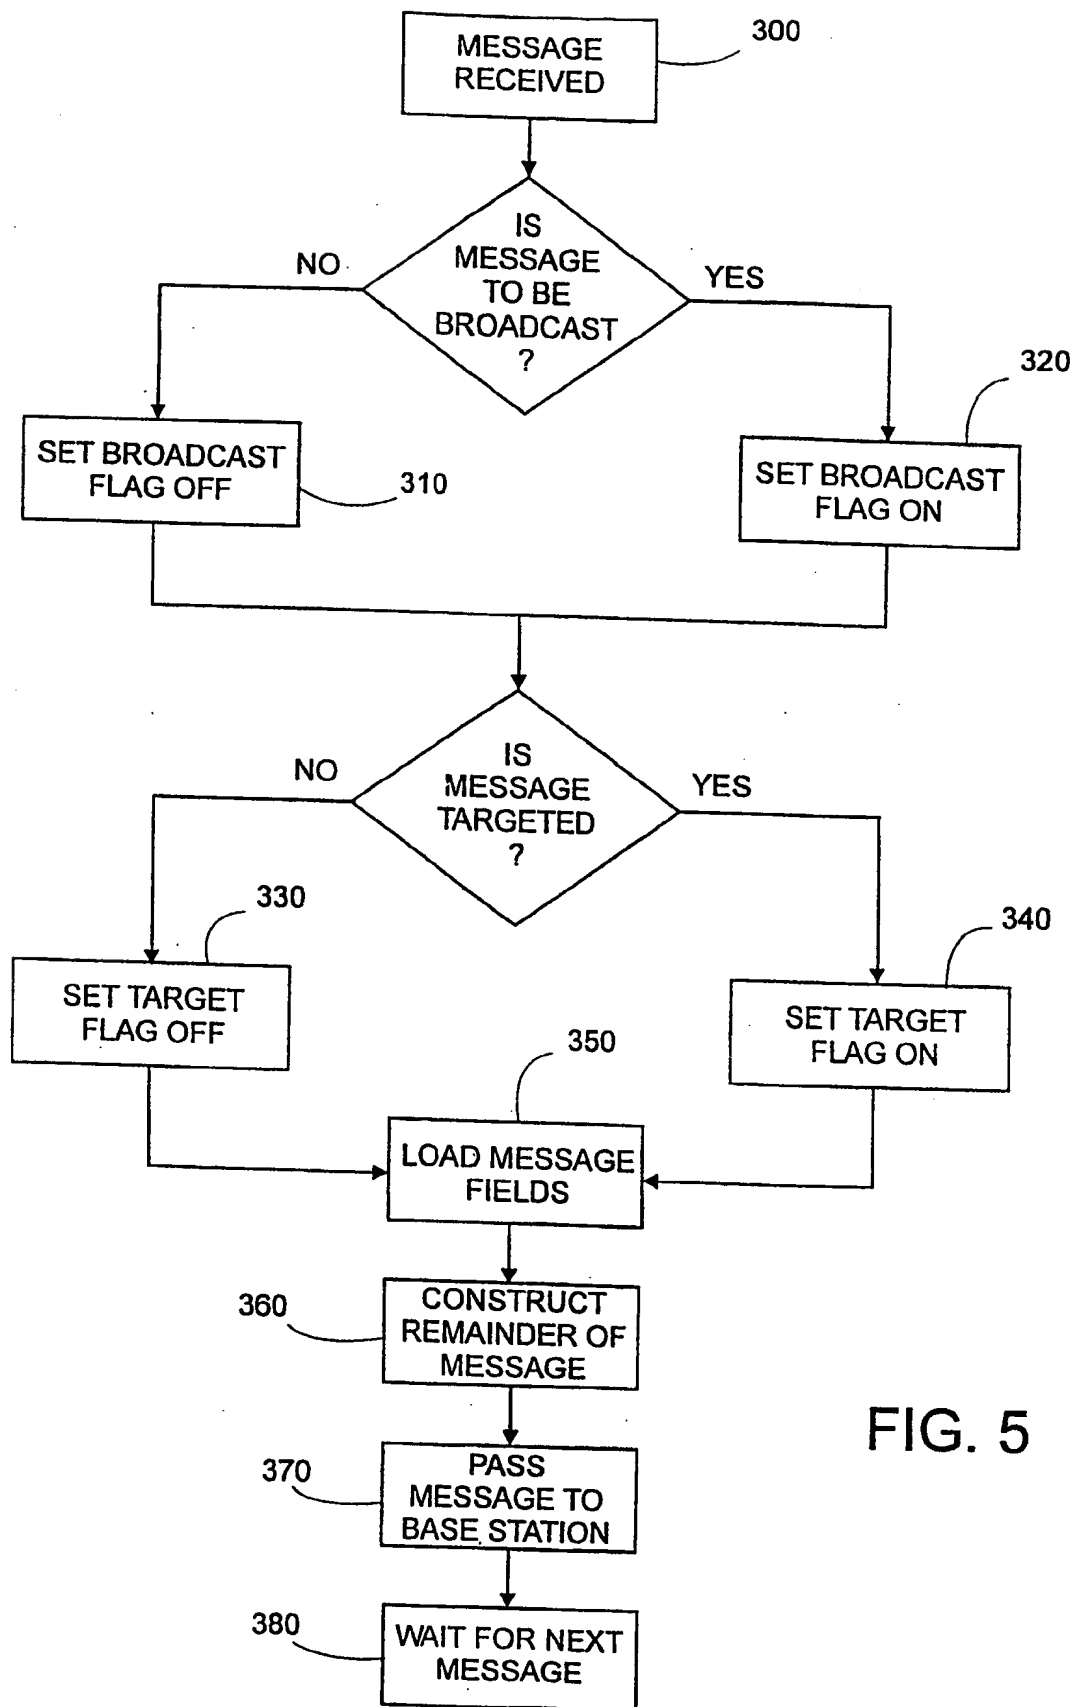 MESSAGE
RECEIVED
300
IS
MESSAGE
TO BE
BROADCAST
?
NO
YES
SET BROADCAST
FLAG OFF
310
320
SET BROADCAST
FLAG ON
IS
MESSAGE
TARGETED
?
NO
YES
330
SET TARGET
FLAG OFF
340
SET TARGET
FLAG ON
350
LOAD MESSAGE
FIELDS
360
CONSTRUCT
REMAINDER OF
MESSAGE
370
PASS
MESSAGE TO
BASE STATION
380
WAIT FOR NEXT
MESSAGE
FIG. 5